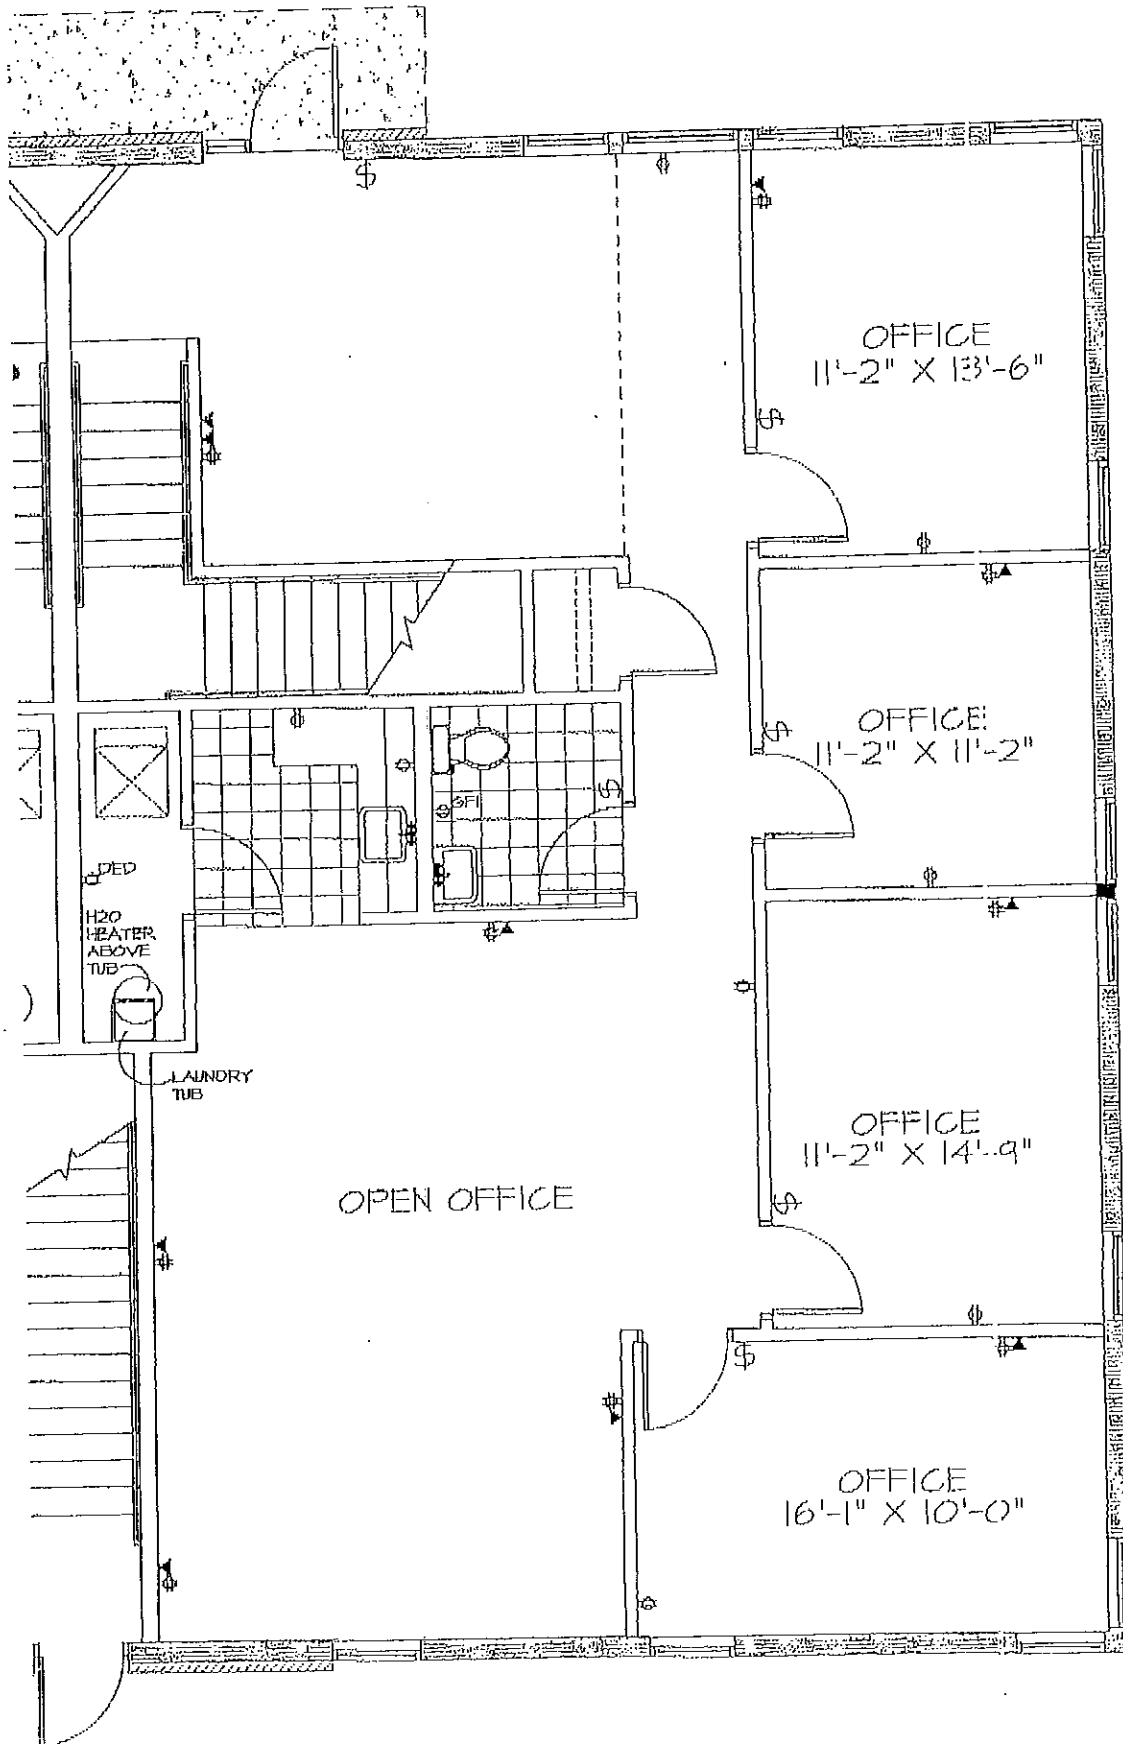 OFFICE
11'-2" X 13'-6"
OFFICE
11'-2" X 11'-2"
GFI
DED
H2O
HEATER
ABOVE
TUB
LAUNDRY
TUB
OFFICE
11'-2" X 14'-9"
OPEN OFFICE
OFFICE
16'-1" X 10'-0"